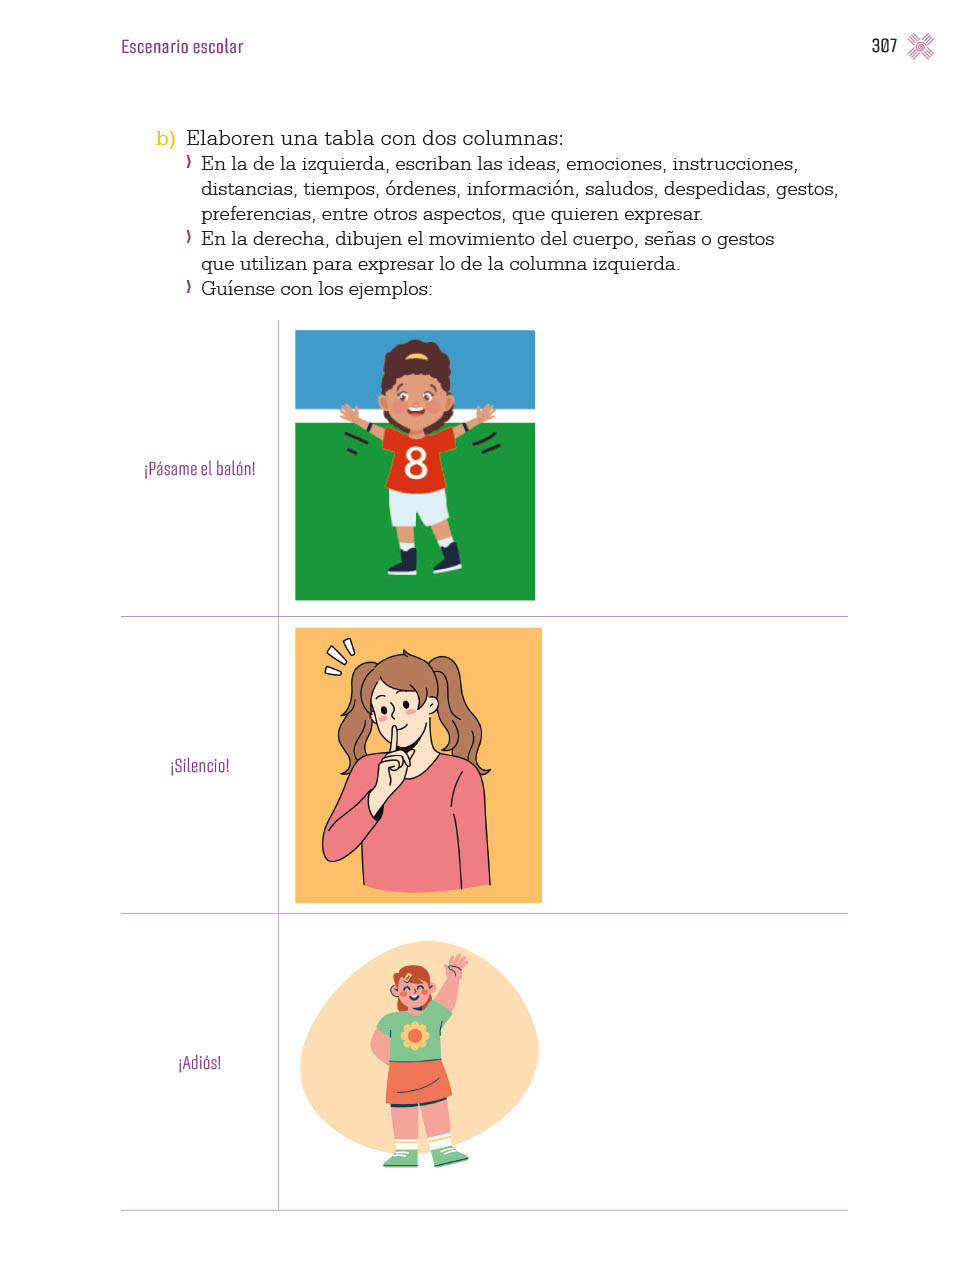 Escenario escolar
307
b) Elaboren una tabla con dos columnas:
⟩ En la de la izquierda, escriban las ideas, emociones, instrucciones,
distancias, tiempos, órdenes, información, saludos, despedidas, gestos,
preferencias, entre otros aspectos, que quieren expresar.
⟩ En la derecha, dibujen el movimiento del cuerpo, señas o gestos
que utilizan para expresar lo de la columna izquierda.
⟩ Guíense con los ejemplos:
¡Pásame el balón!
8
¡Silencio!
¡Adiós!